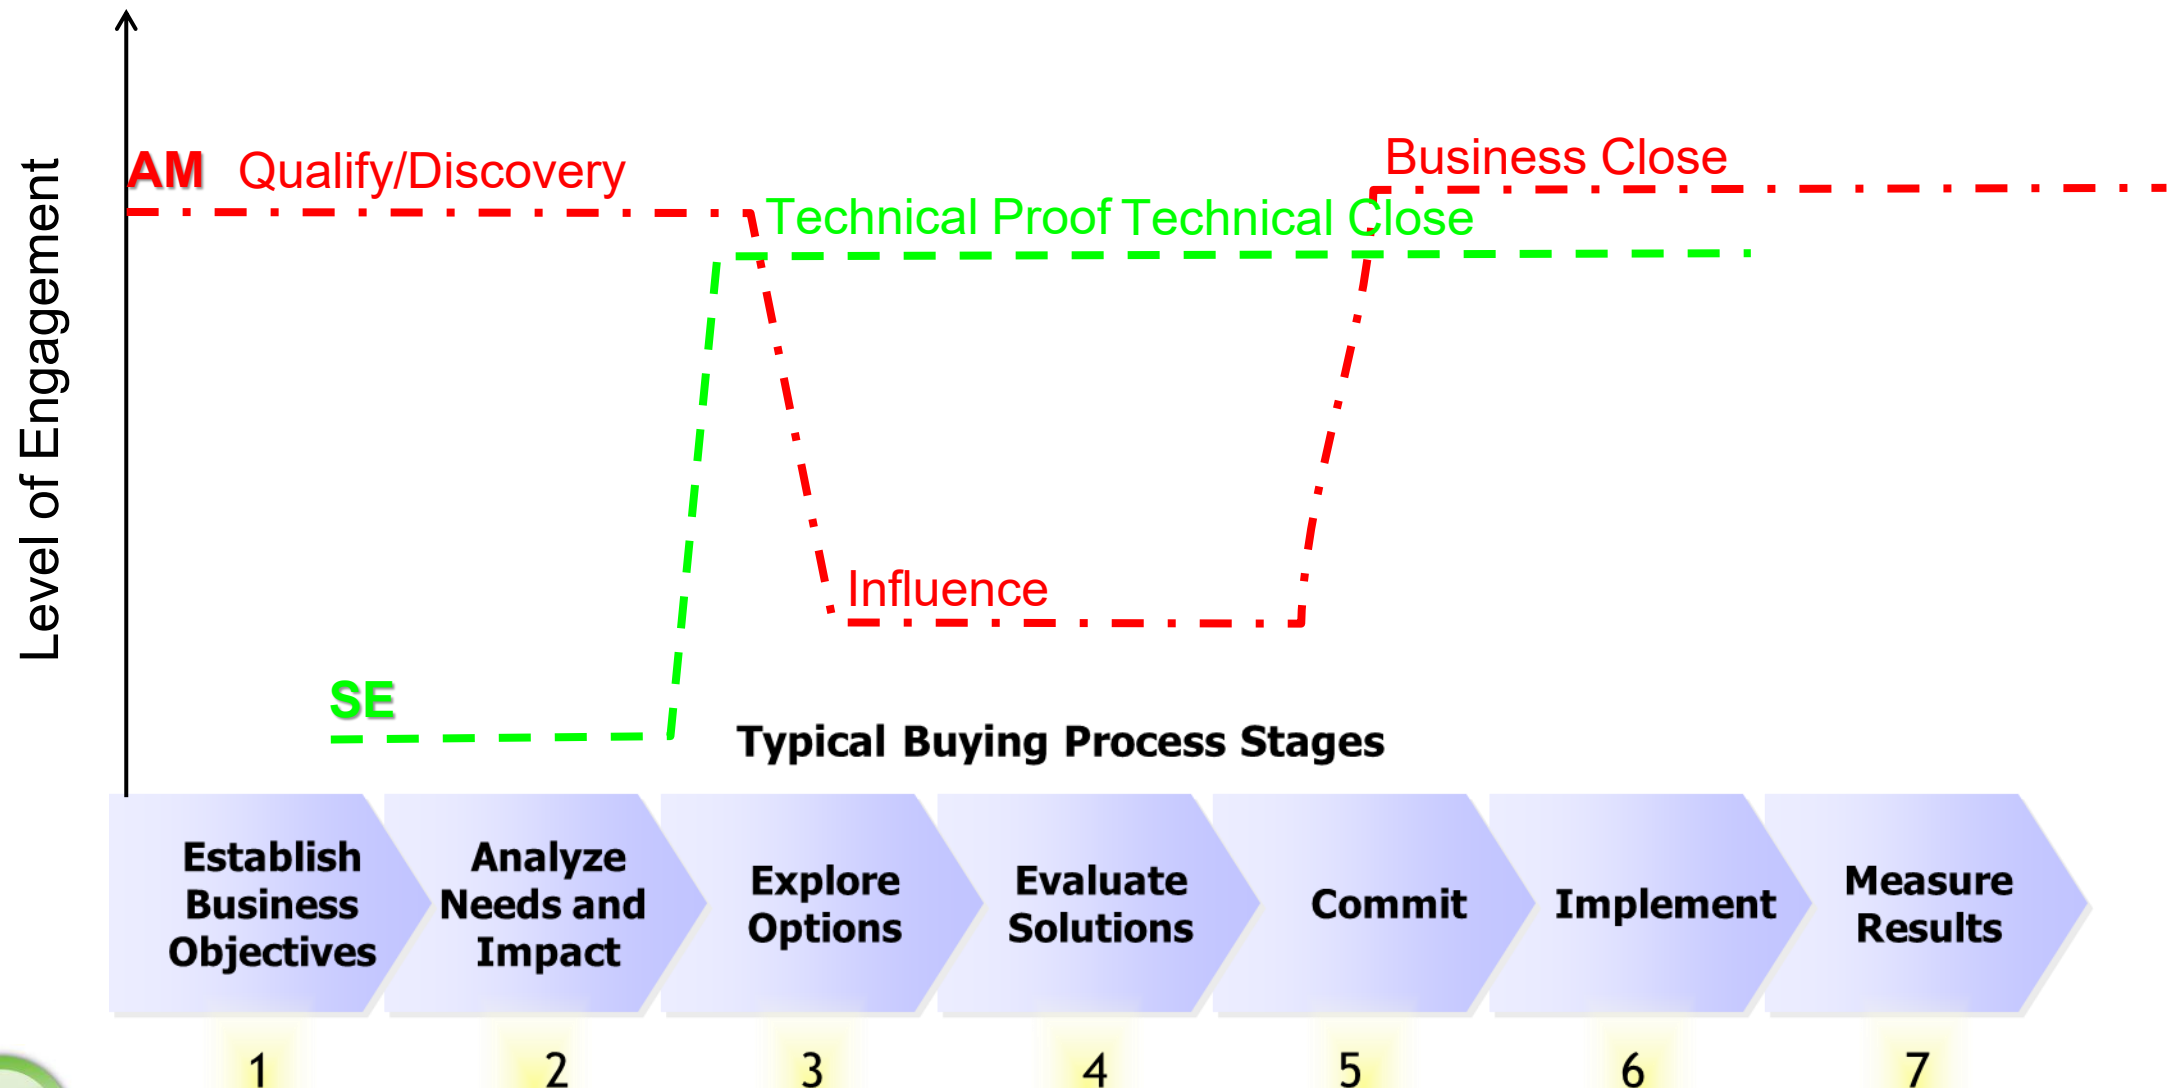 Level of Engagement
AM Qualify/Discovery
Business Close
Technical Proof Technical Close
Influence
SE
Typical Buying Process Stages
Establish
Business
Objectives
Analyze
Needs and
Impact
Explore
Options
Evaluate
Solutions
Commit
Implement
Measure
Results
1 2 3 4 5 6 7